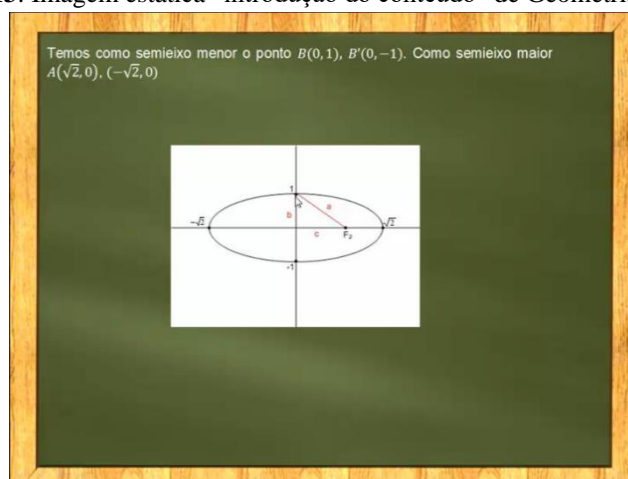 Imagem estática "introdução do conteúdo" de Geometri
Temos como semieixo menor o ponto B(0, 1), B'(0, −1). Como semieixo maior
A(√2, 0), (−√2, 0)
1
b
a
−√2
√2
c
F₂
-1